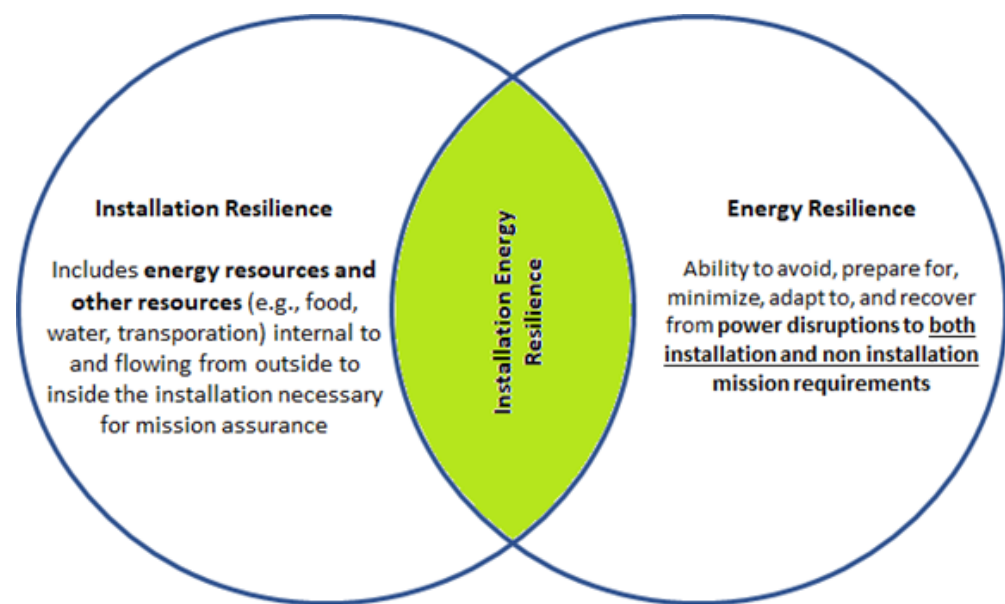 Installation Resilience
Includes energy resources and
other resources (e.g., food,
water, transporation) internal to
and flowing from outside to
inside the installation necessary
for mission assurance
Installation Energy
Resilience
Energy Resilience
Ability to avoid, prepare for,
minimize, adapt to, and recover
from power disruptions to both
installation and non installation
mission requirements